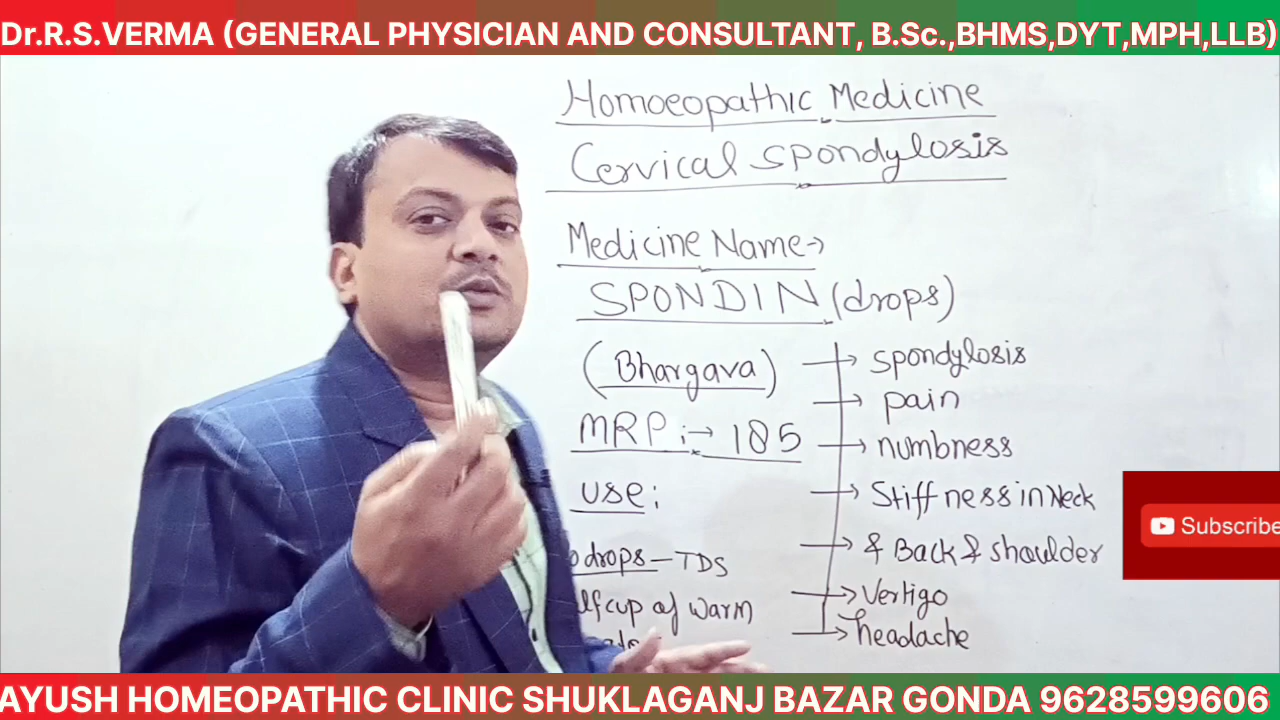 Dr.R.S.VERMA (GENERAL PHYSICIAN AND CONSULTANT, B.Sc.,BHMS,DYT,MPH,LLB)
Homoeopathic Medicine
Cervical spondylosis
Medicine Name→
SPONDIN (drops)
(Bhargava)
MRP :→ 185
use :
drops - TDS
cup of warm
→ spondylosis
→ pain
→ numbness
→ Stiffness in Neck
→ & Back & shoulder
→ Vertigo
→ headache
Subscribe
AYUSH HOMEOPATHIC CLINIC SHUKLAGANJ BAZAR GONDA 9628599606